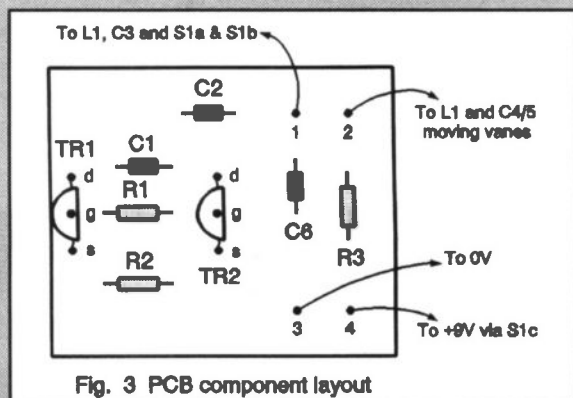 To L1, C3 and S1a & S1b
C2
1
2
To L1 and C4/5
moving vanes
TR1
C1
d
d
R1
g
g
C6
R3
s
s
R2
TR2
To 0V
3
4
To +9V via S1c
Fig. 3 PCB component layout